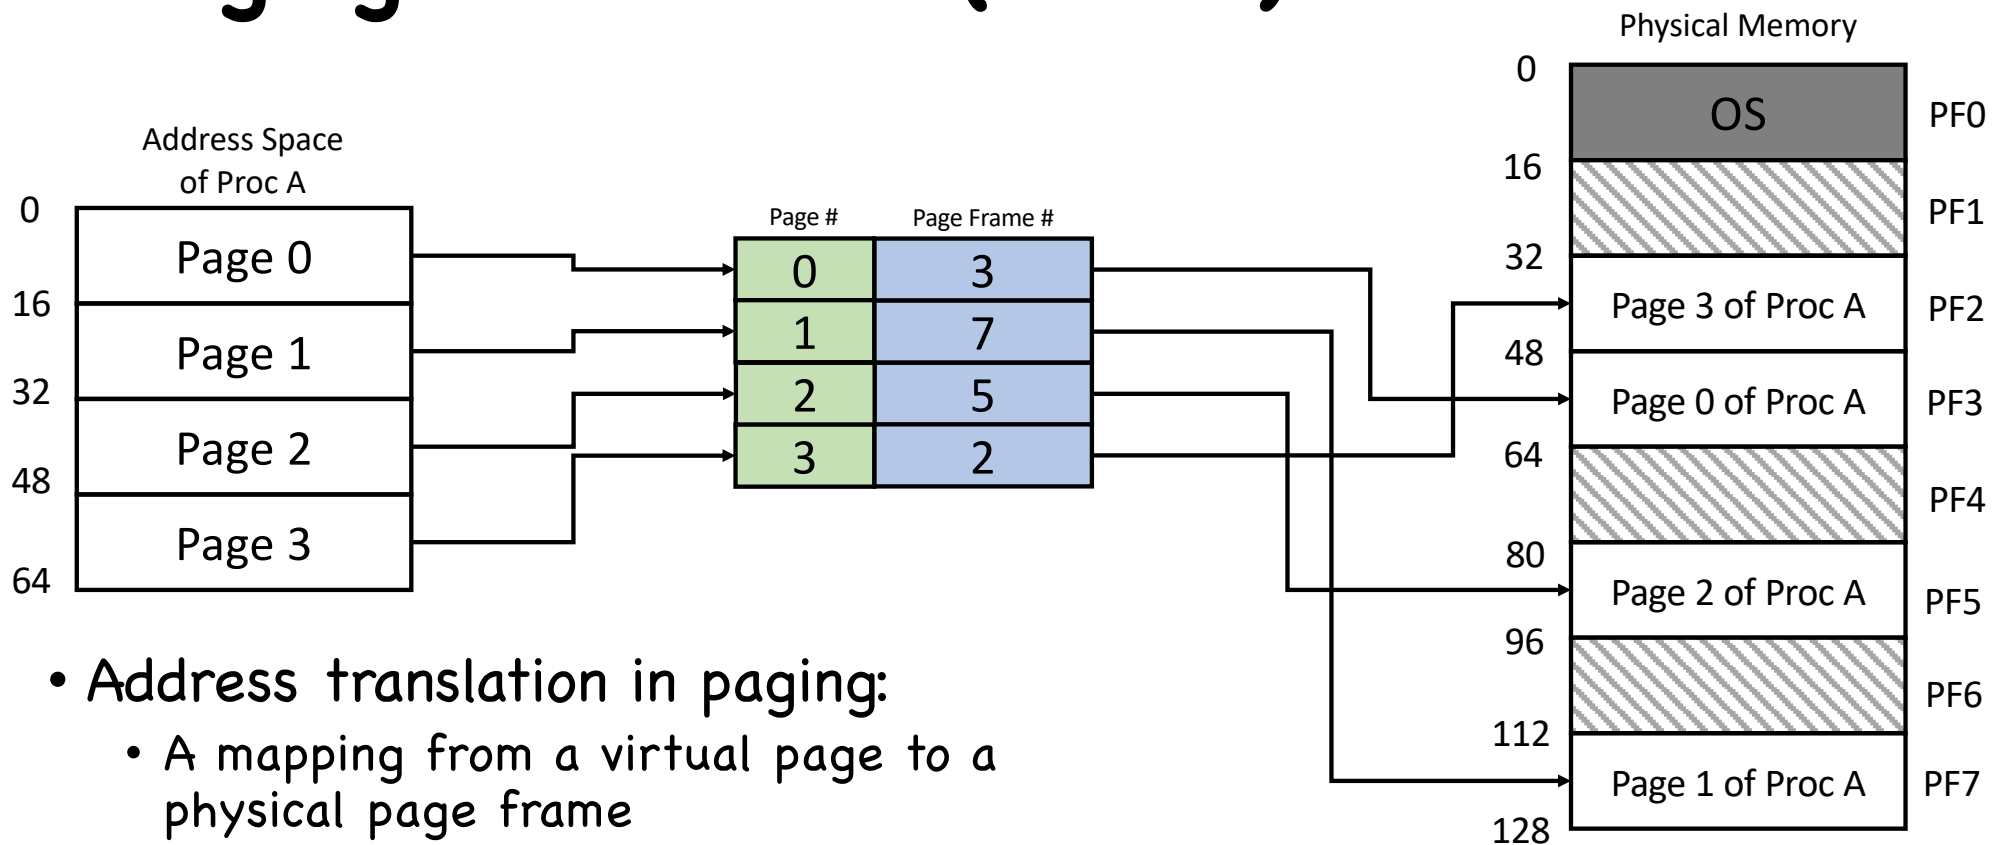 Physical Memory
Address Space
of Proc A
0
Page 0
16
Page 1
32
Page 2
48
Page 3
64
Page # Page Frame #
0 3
1 7
2 5
3 2
0
OS PF0
16
PF1
32
Page 3 of Proc A PF2
48
Page 0 of Proc A PF3
64
PF4
80
Page 2 of Proc A PF5
96
PF6
112
Page 1 of Proc A PF7
128
• Address translation in paging:
• A mapping from a virtual page to a
physical page frame